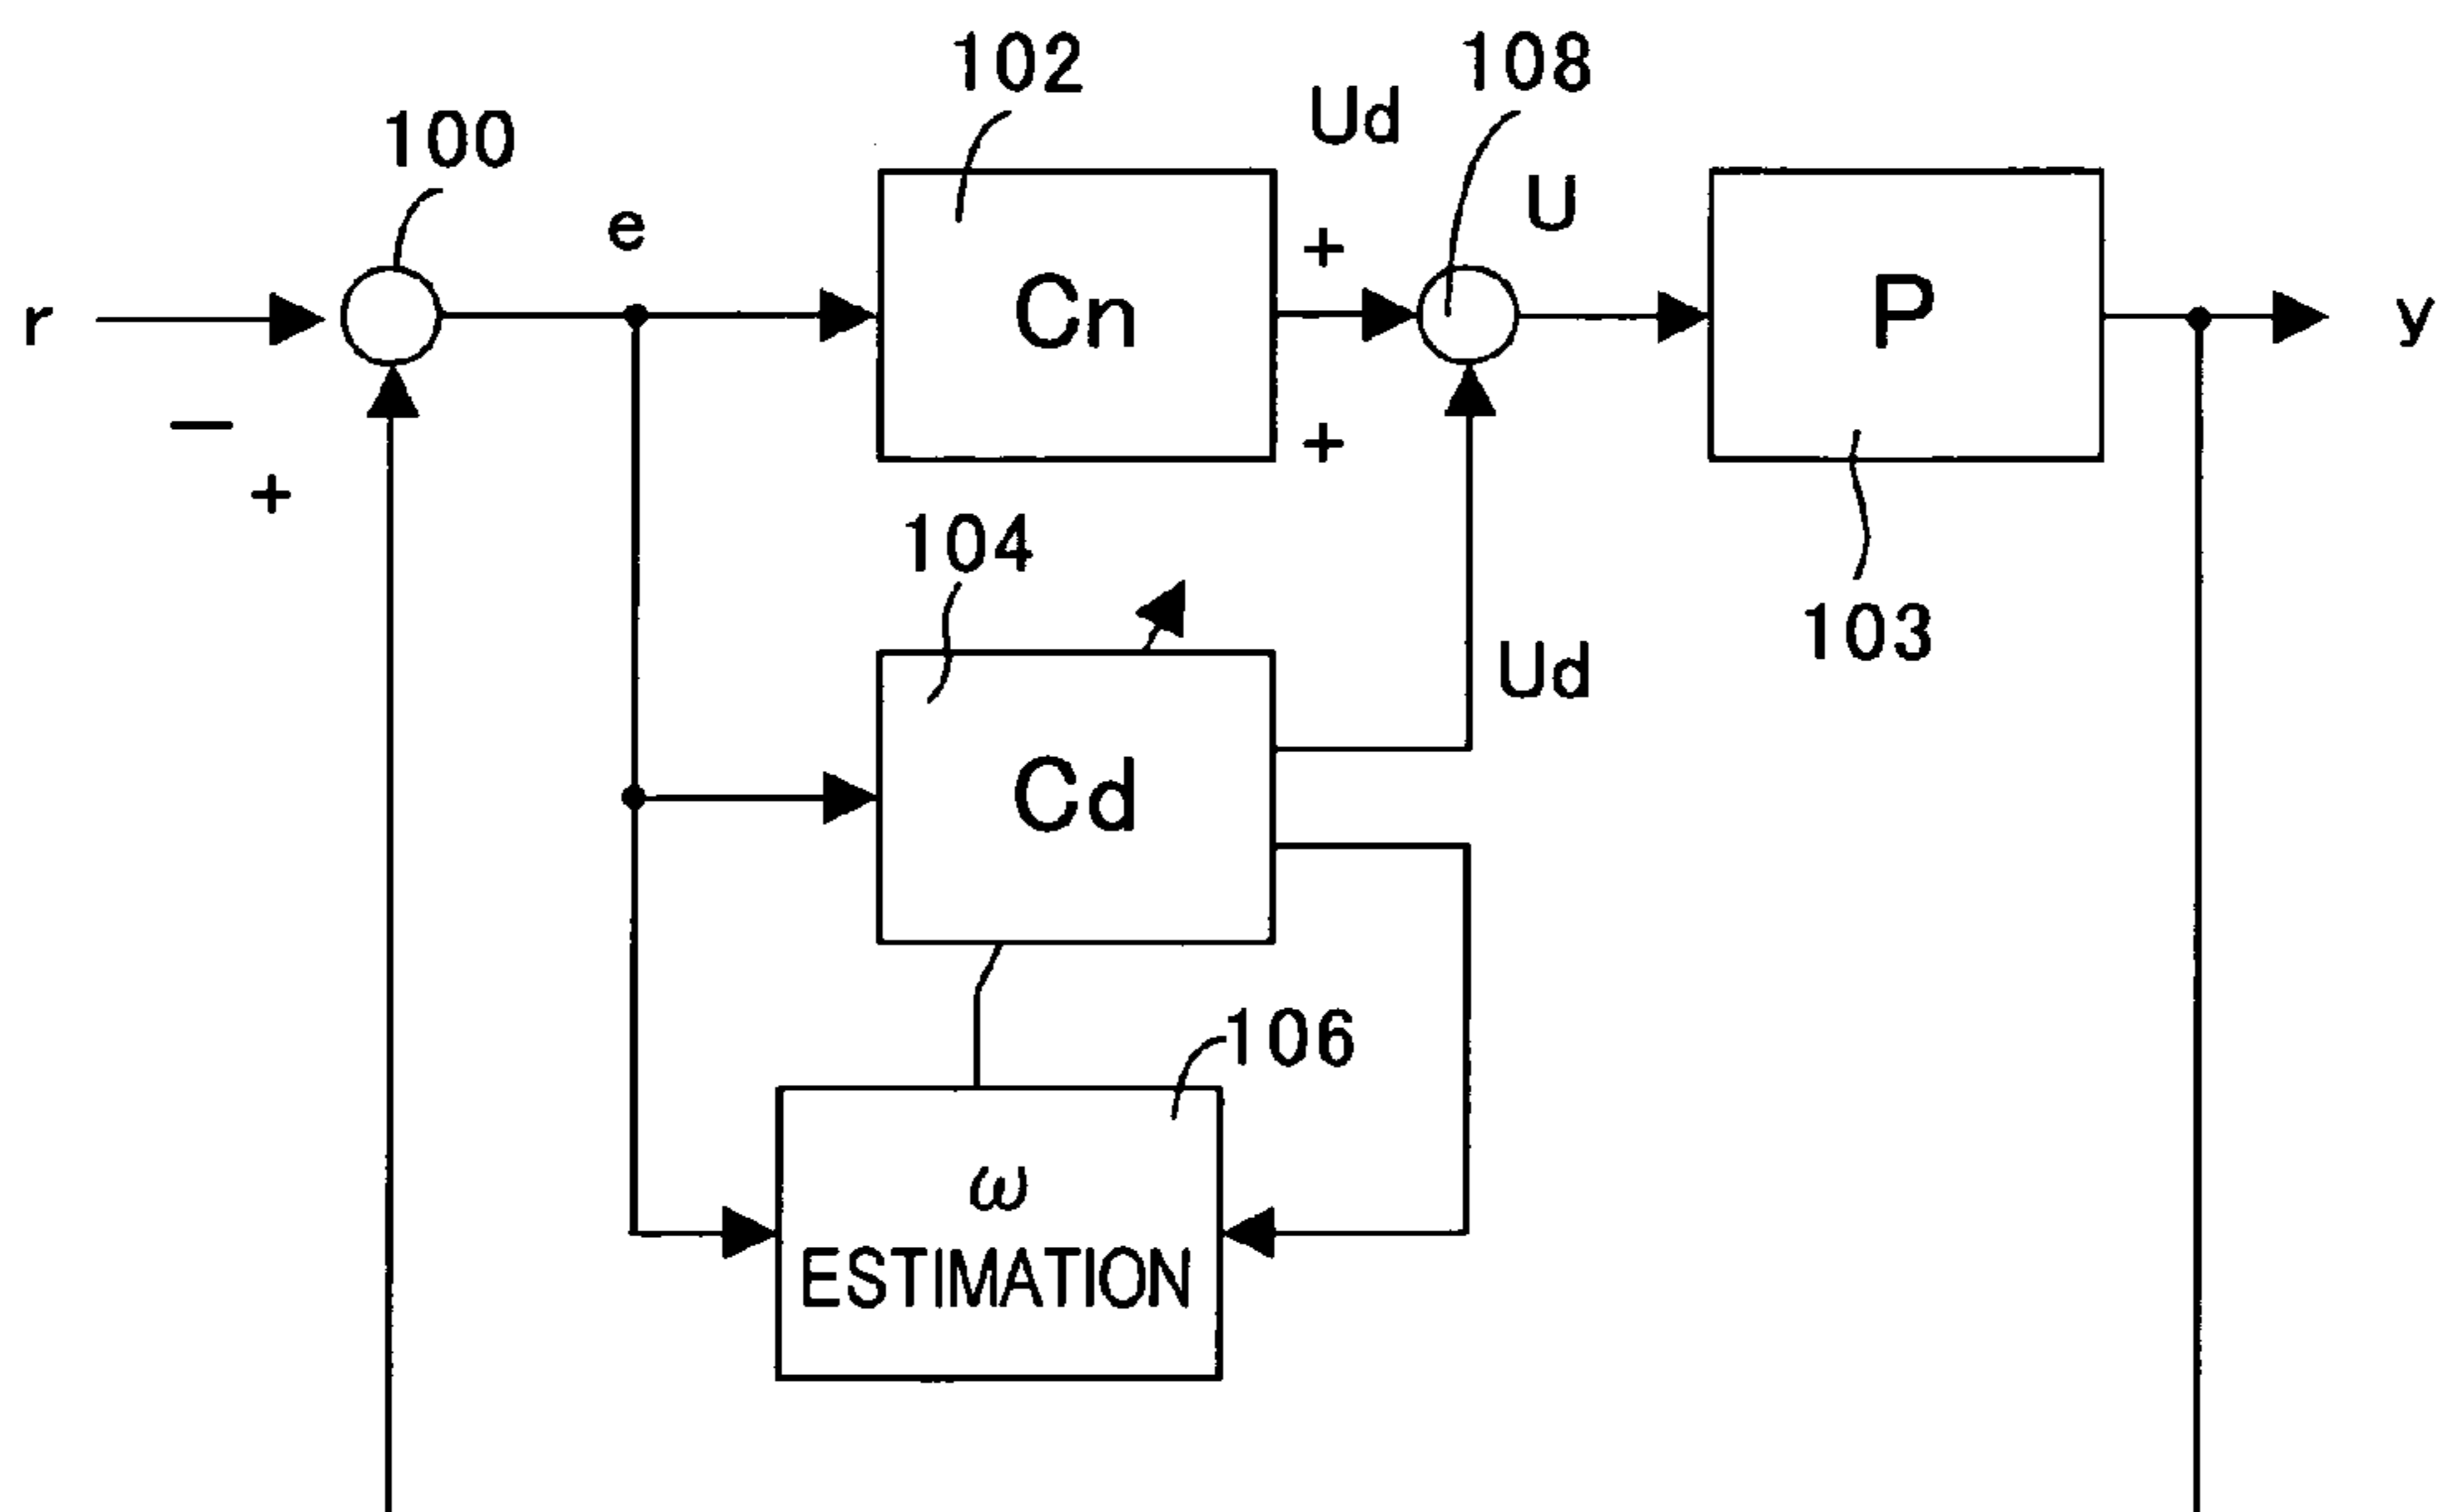 102
108
Ud
100
U
e
+
r
Cn
P
y
−
+
+
104
103
Ud
Cd
106
ω
ESTIMATION